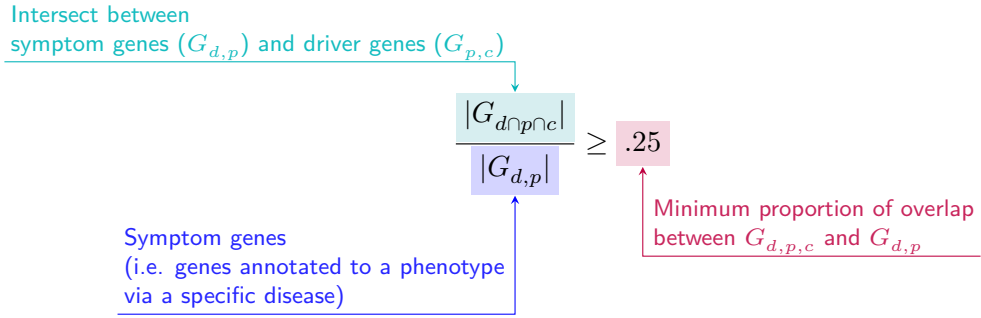 Intersect between
symptom genes (G_{d,p}) and driver genes (G_{p,c})
|G_{d∩p∩c}|
|G_{d,p}|
≥ .25
Minimum proportion of overlap
between G_{d,p,c} and G_{d,p}
Symptom genes
(i.e. genes annotated to a phenotype
via a specific disease)